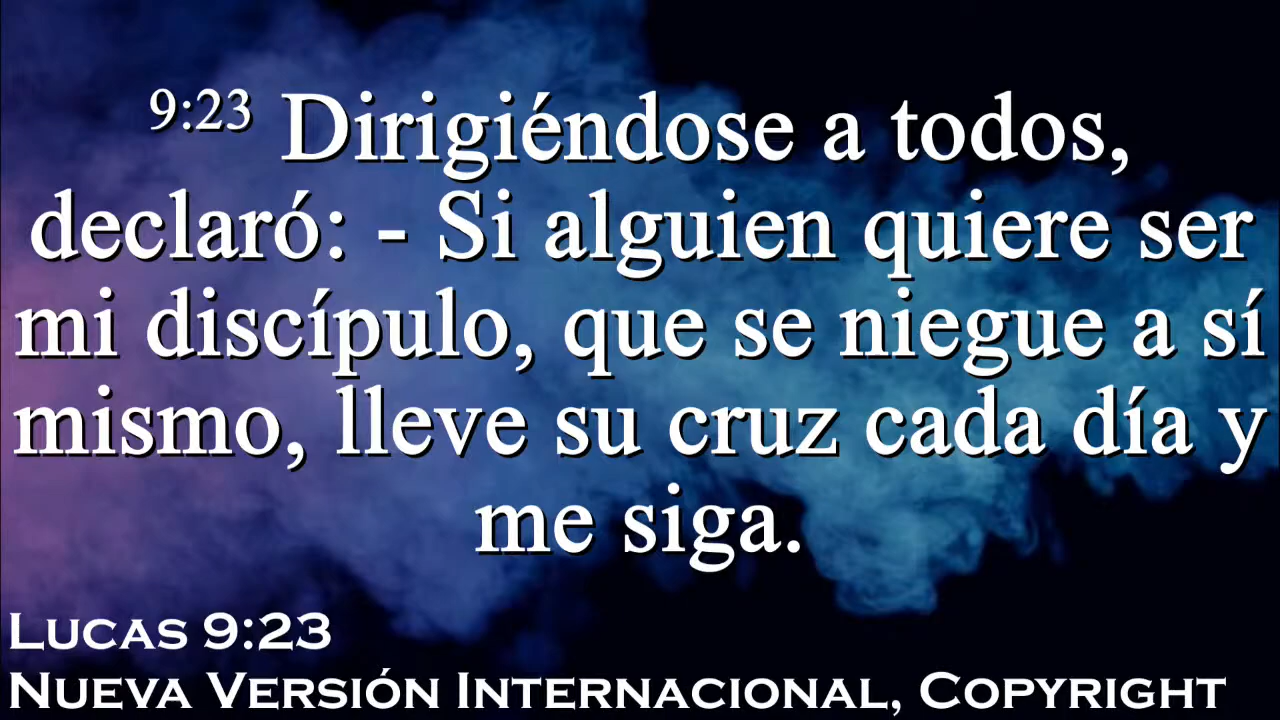 9:23 Dirigiéndose a todos,
declaró: - Si alguien quiere ser
mi discípulo, que se niegue a sí
mismo, lleve su cruz cada día y
me siga.
Lucas 9:23
Nueva Versión Internacional, Copyright